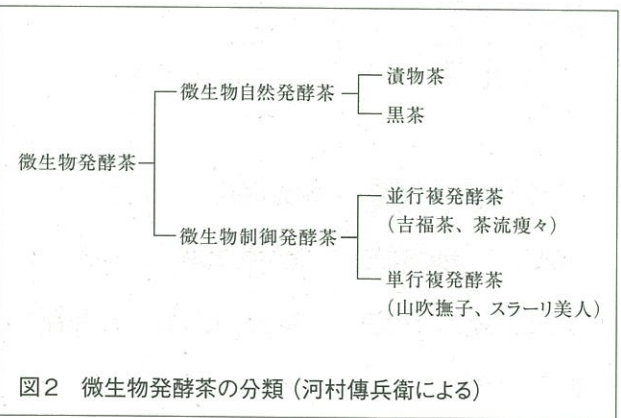 微生物発酵茶
微生物自然発酵茶
漬物茶
黒茶
微生物制御発酵茶
並行複発酵茶
(吉福茶、茶流痩々)
単行複発酵茶
(山吹撫子、スラーリ美人)
図2 微生物発酵茶の分類(河村傳兵衛による)